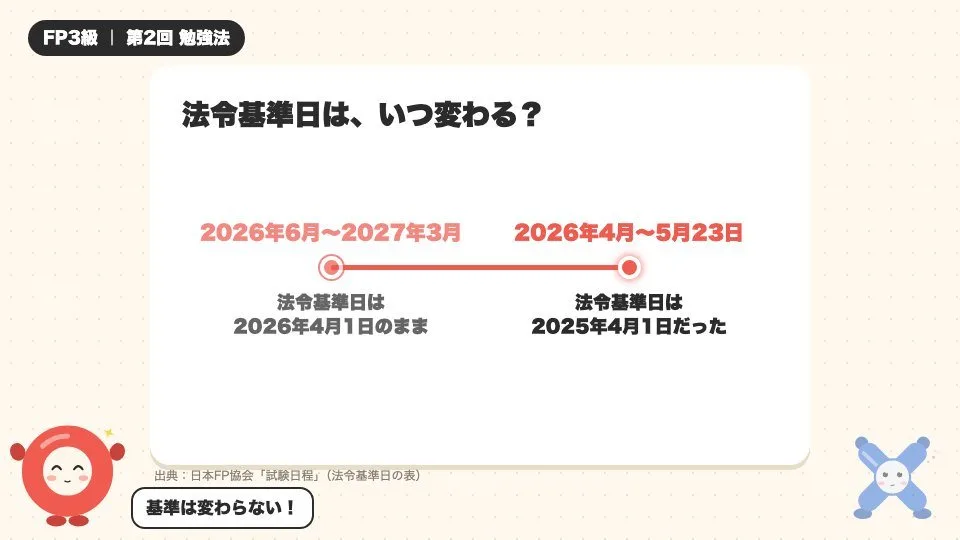 FP3級 | 第2回 勉強法
法令基準日は、いつ変わる？
2026年6月〜2027年3月
法令基準日は
2026年4月1日のまま
2026年4月〜5月23日
法令基準日は
2025年4月1日だった
出典：日本FP協会「試験日程」（法令基準日の表）
基準は変わらない！